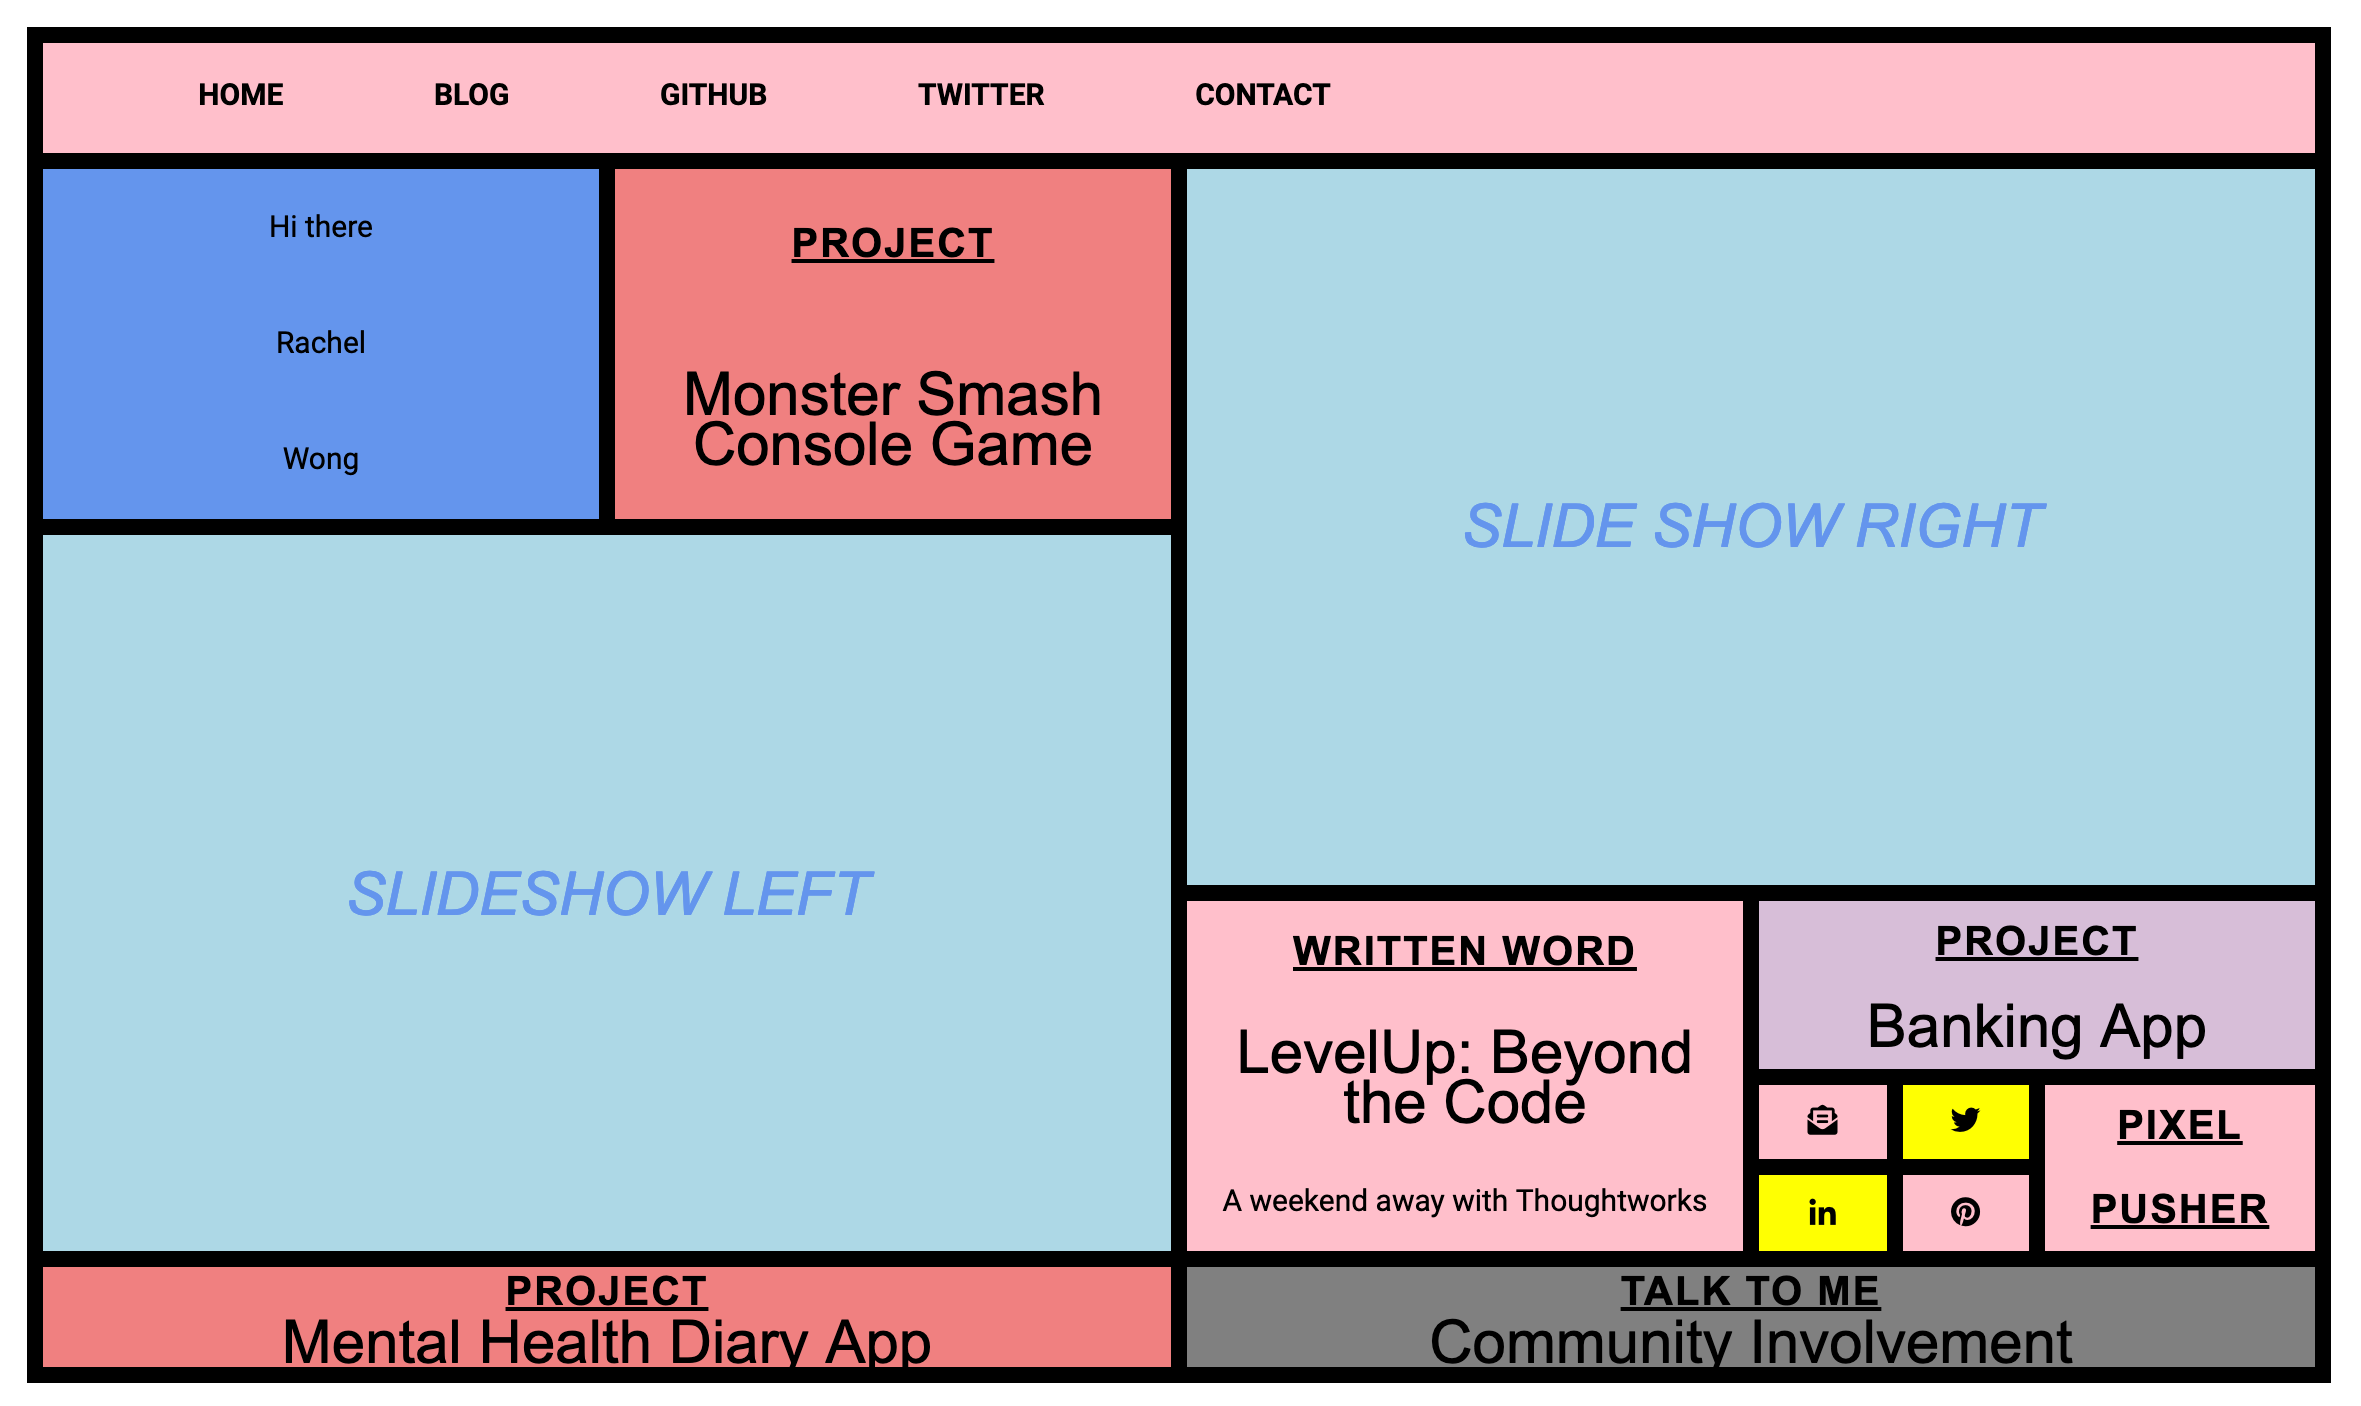 HOME BLOG GITHUB TWITTER CONTACT
Hi there
Rachel
Wong
PROJECT
Monster Smash
Console Game
SLIDE SHOW RIGHT
SLIDESHOW LEFT
WRITTEN WORD
LevelUp: Beyond
the Code
A weekend away with Thoughtworks
PROJECT
Banking App
in
PIXEL
PUSHER
PROJECT
Mental Health Diary App
TALK TO ME
Community Involvement